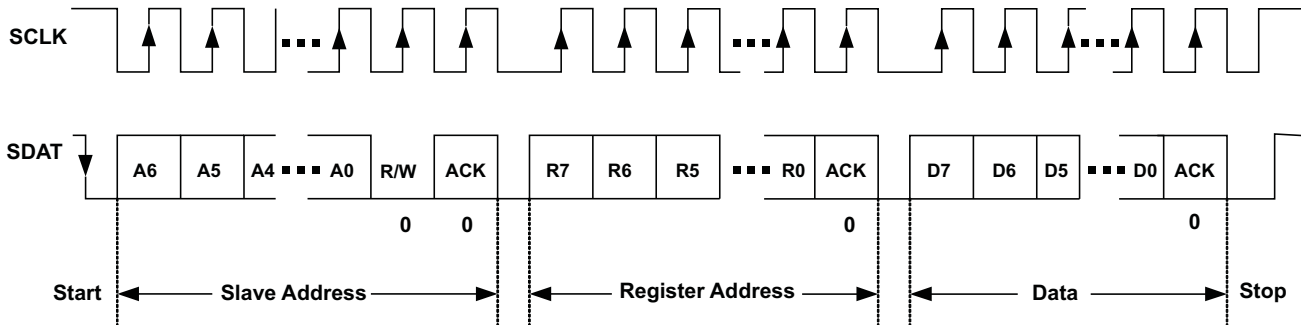 SCLK
SDAT
A6 A5 A4 A0 R/W ACK R7 R6 R5 R0 ACK D7 D6 D5 D0 ACK
0 0 0 0
Start Slave Address Register Address Data Stop